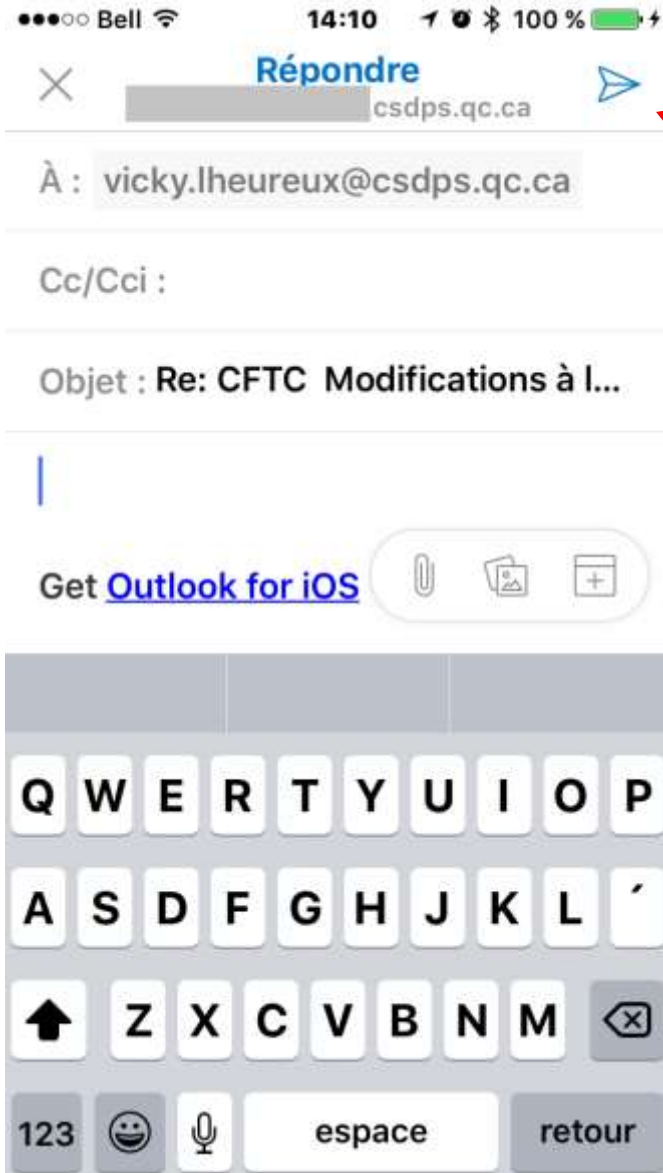 Bell 14:10 100 %
Répondre
csdps.qc.ca
À : vicky.lheureux@csdps.qc.ca
Cc/Cci :
Objet : Re: CFTC Modifications à l...
Get Outlook for iOS
Q W E R T Y U I O P
A S D F G H J K L ´
Z X C V B N M
123 espace retour